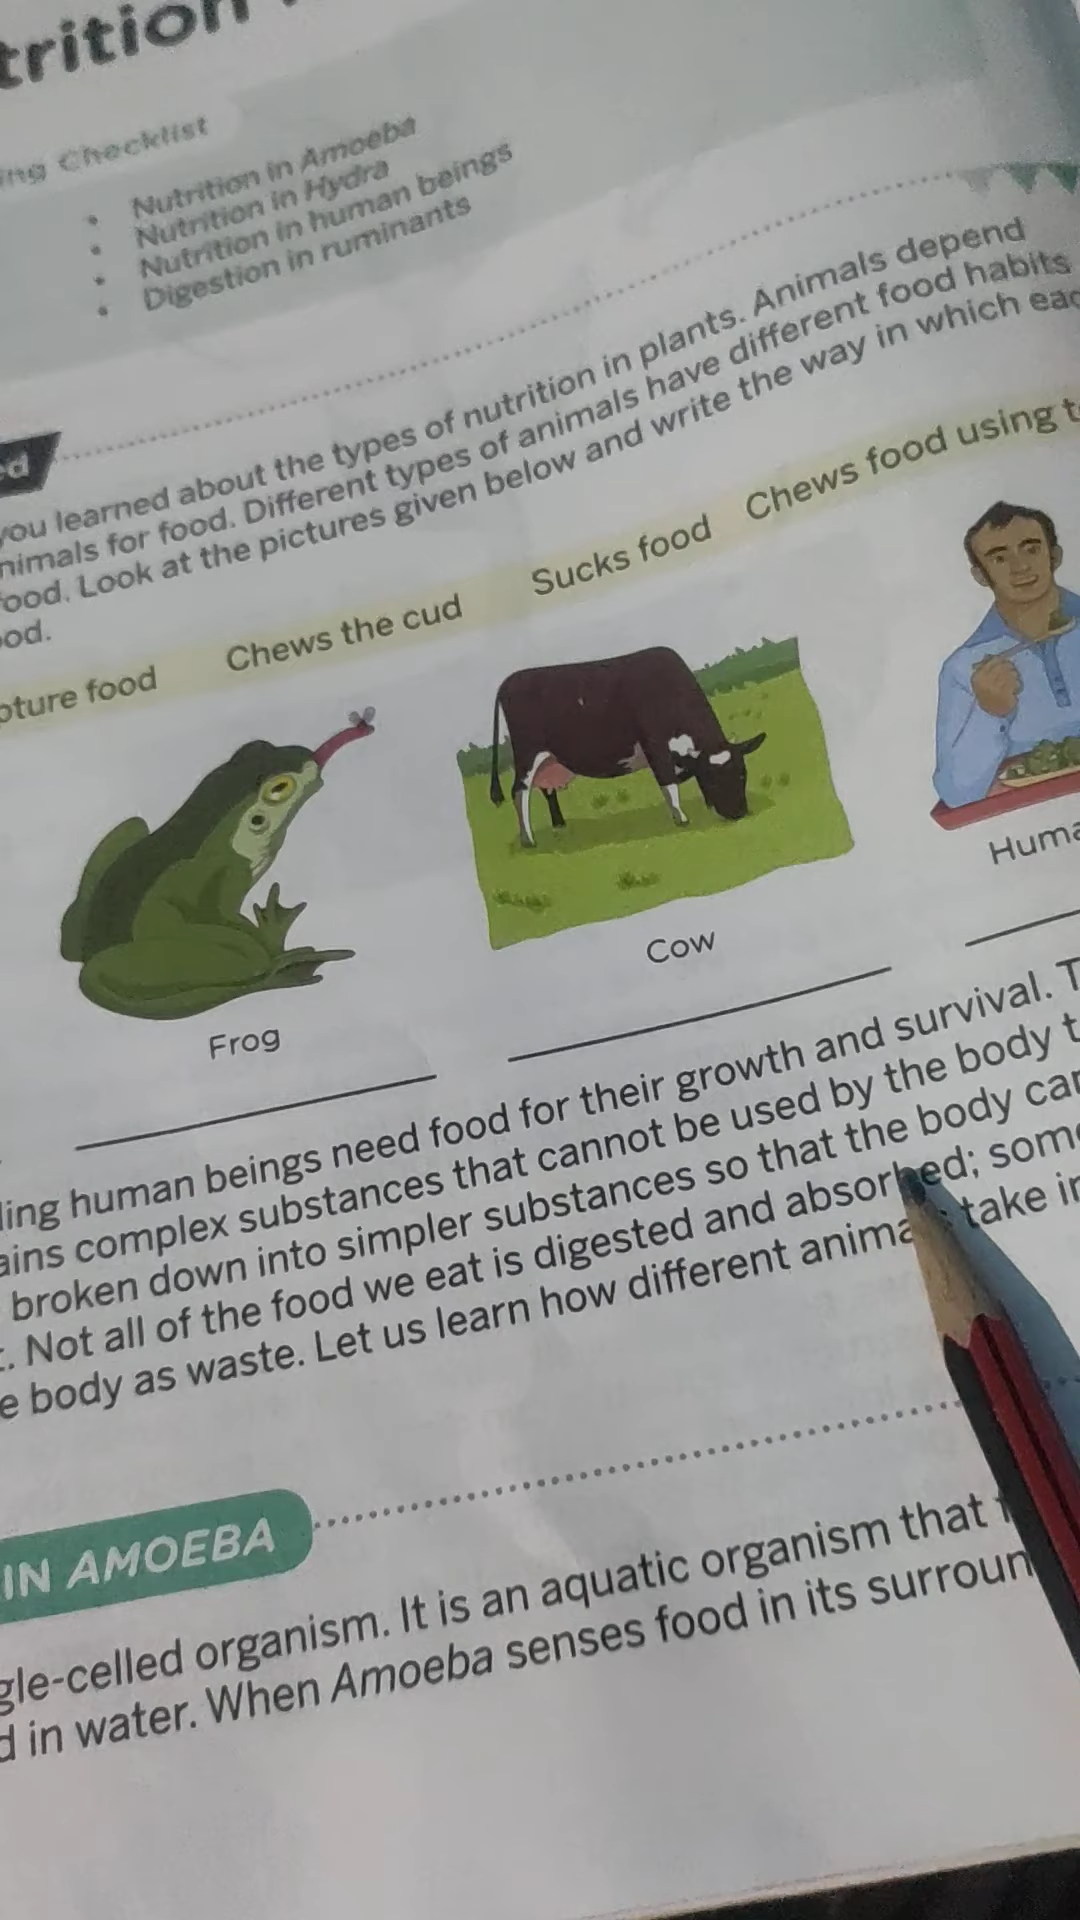 trition
ing Checklist
• Nutrition in Amoeba
• Nutrition in Hydra
• Nutrition in human beings
• Digestion in ruminants
you learned about the types of nutrition in plants. Animals depend
nimals for food. Different types of animals have different food habits
ood. Look at the pictures given below and write the way in which eac
od.
pture food Chews the cud Sucks food Chews food using t
Frog
Cow
Huma
ling human beings need food for their growth and survival. T
ains complex substances that cannot be used by the body t
broken down into simpler substances so that the body can
. Not all of the food we eat is digested and absorbed; some
e body as waste. Let us learn how different animals take in
IN AMOEBA
gle-celled organism. It is an aquatic organism that
d in water. When Amoeba senses food in its surroun